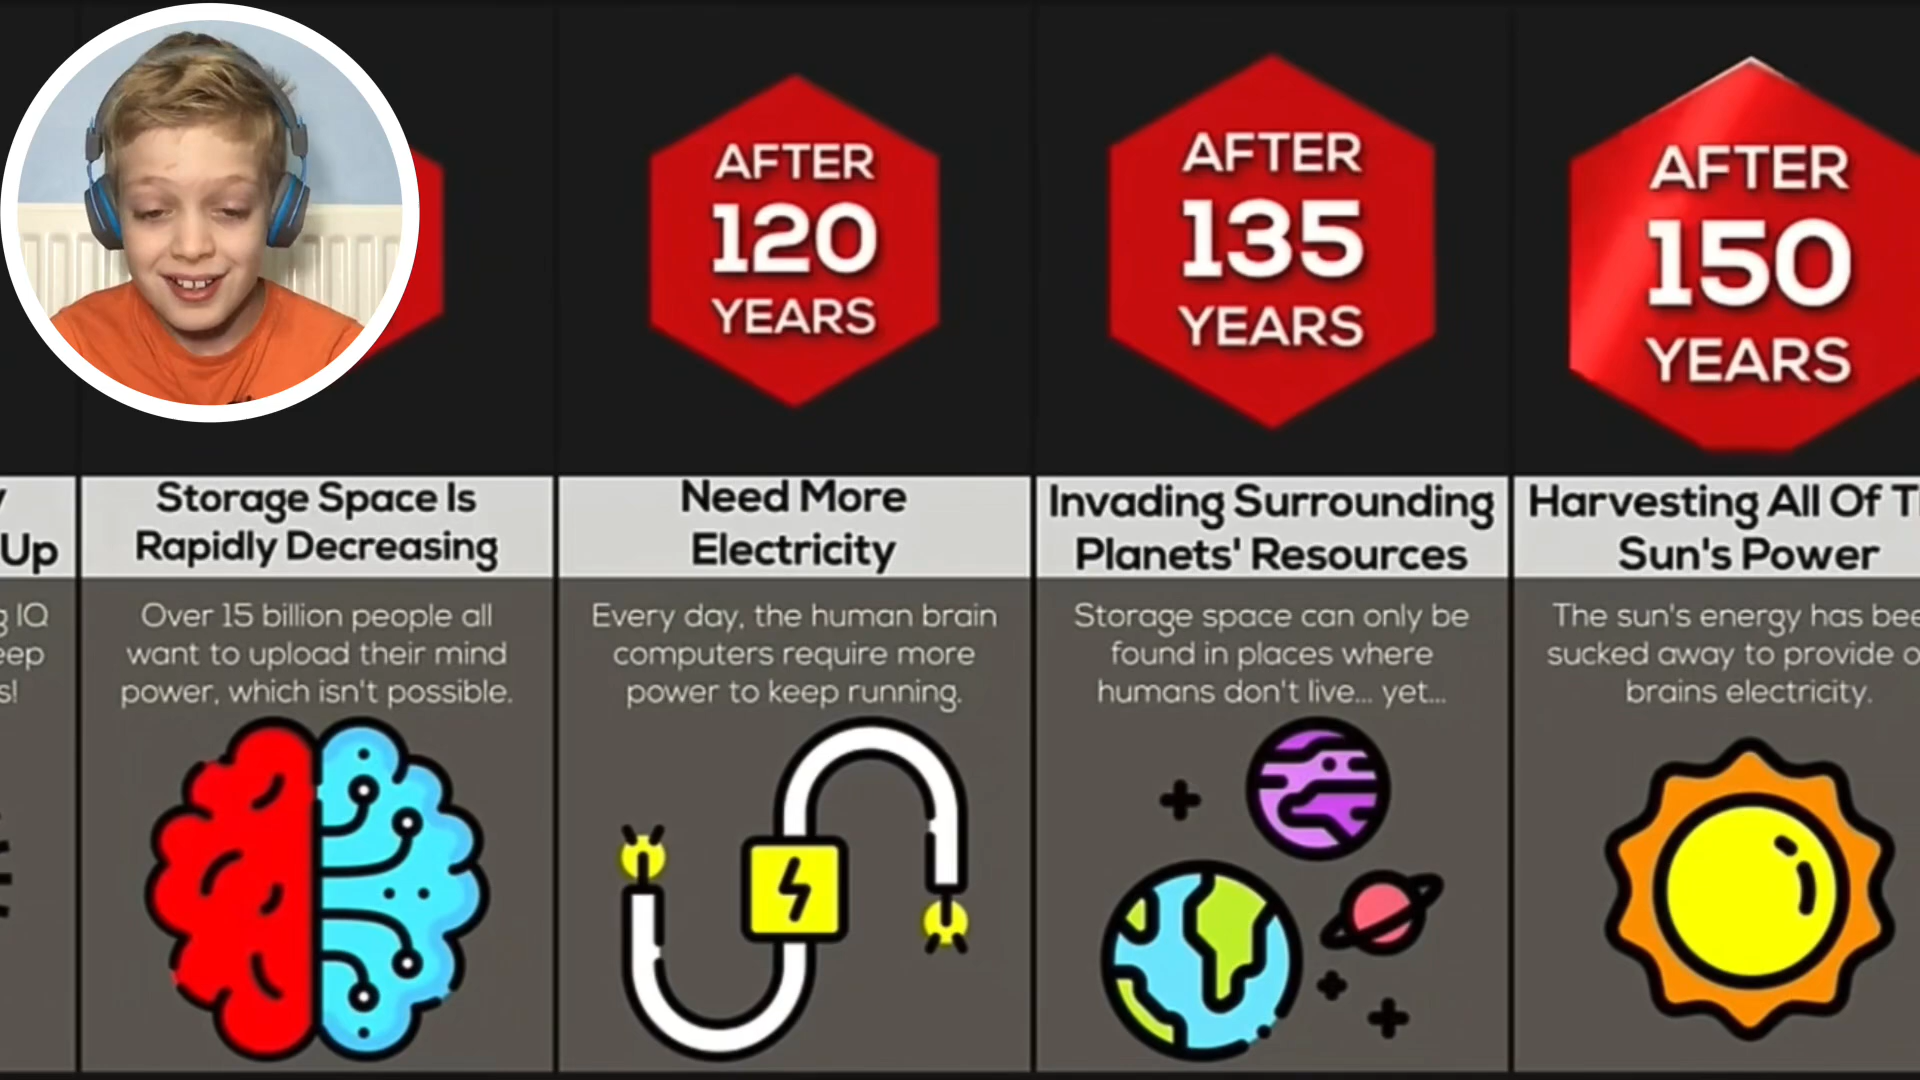 y
Up
g IQ
eep
s!
Storage Space Is
Rapidly Decreasing
Over 15 billion people all
want to upload their mind
power, which isn't possible.
AFTER
120
YEARS
Need More
Electricity
Every day, the human brain
computers require more
power to keep running.
AFTER
135
YEARS
Invading Surrounding
Planets' Resources
Storage space can only be
found in places where
humans don't live... yet...
AFTER
150
YEARS
Harvesting All Of T
Sun's Power
The sun's energy has bee
sucked away to provide o
brains electricity.